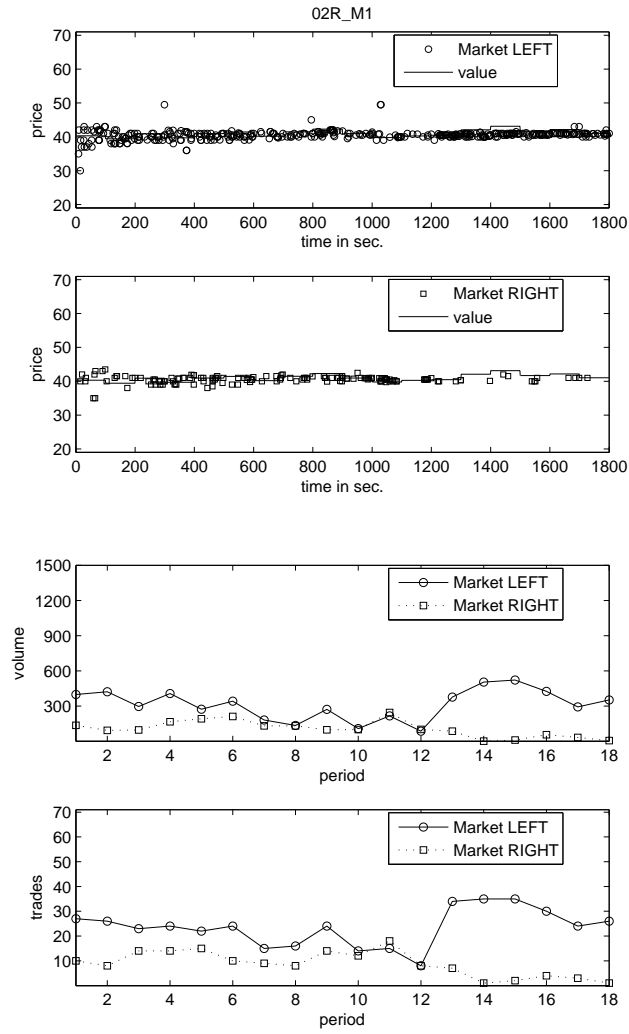 02R_M1
70
60
50
40
30
20
price
Market LEFT
value
0 200 400 600 800 1000 1200 1400 1600 1800
time in sec.
70
60
50
40
30
20
price
Market RIGHT
value
0 200 400 600 800 1000 1200 1400 1600 1800
time in sec.
1500
1200
900
600
300
volume
Market LEFT
Market RIGHT
2 4 6 8 10 12 14 16 18
period
70
60
50
40
30
20
10
trades
Market LEFT
Market RIGHT
2 4 6 8 10 12 14 16 18
period